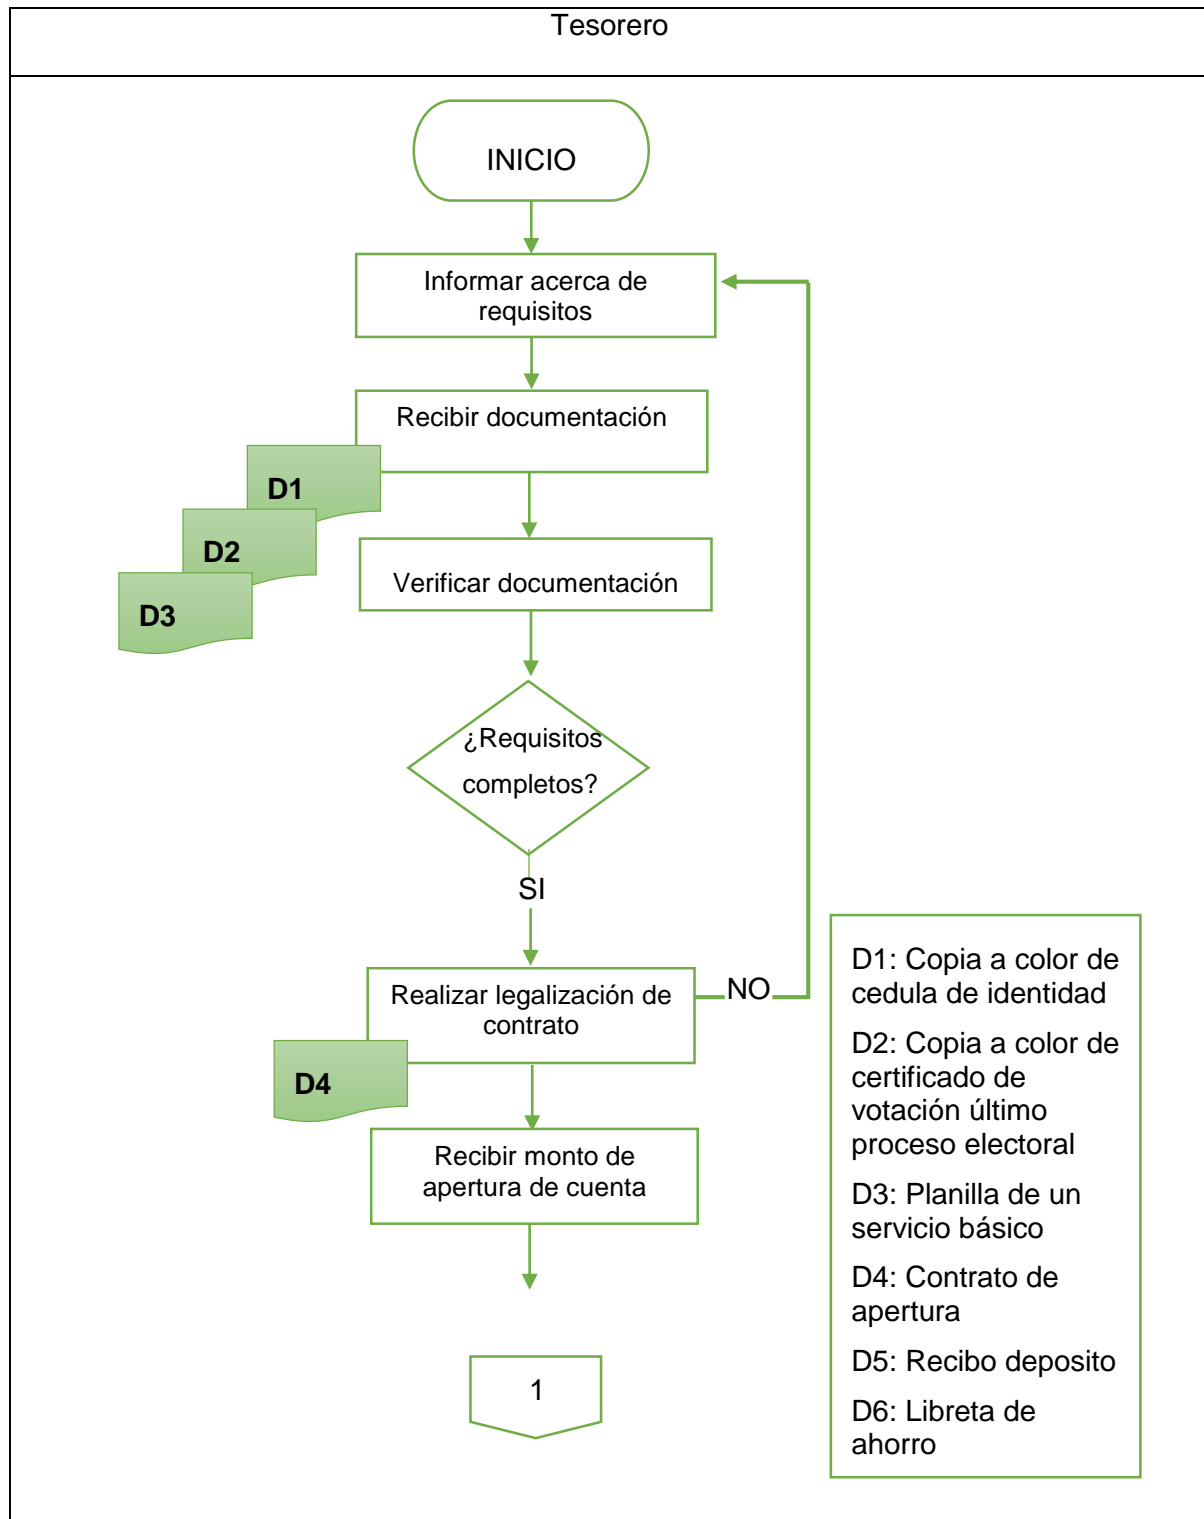 Tesorero
INICIO
Informar acerca de
requisitos
Recibir documentación
D1
D2
Verificar documentación
D3
¿Requisitos
completos?
SI
Realizar legalización de
contrato
NO
D4
Recibir monto de
apertura de cuenta
1
D1: Copia a color de
cedula de identidad
D2: Copia a color de
certificado de
votación último
proceso electoral
D3: Planilla de un
servicio básico
D4: Contrato de
apertura
D5: Recibo deposito
D6: Libreta de
ahorro